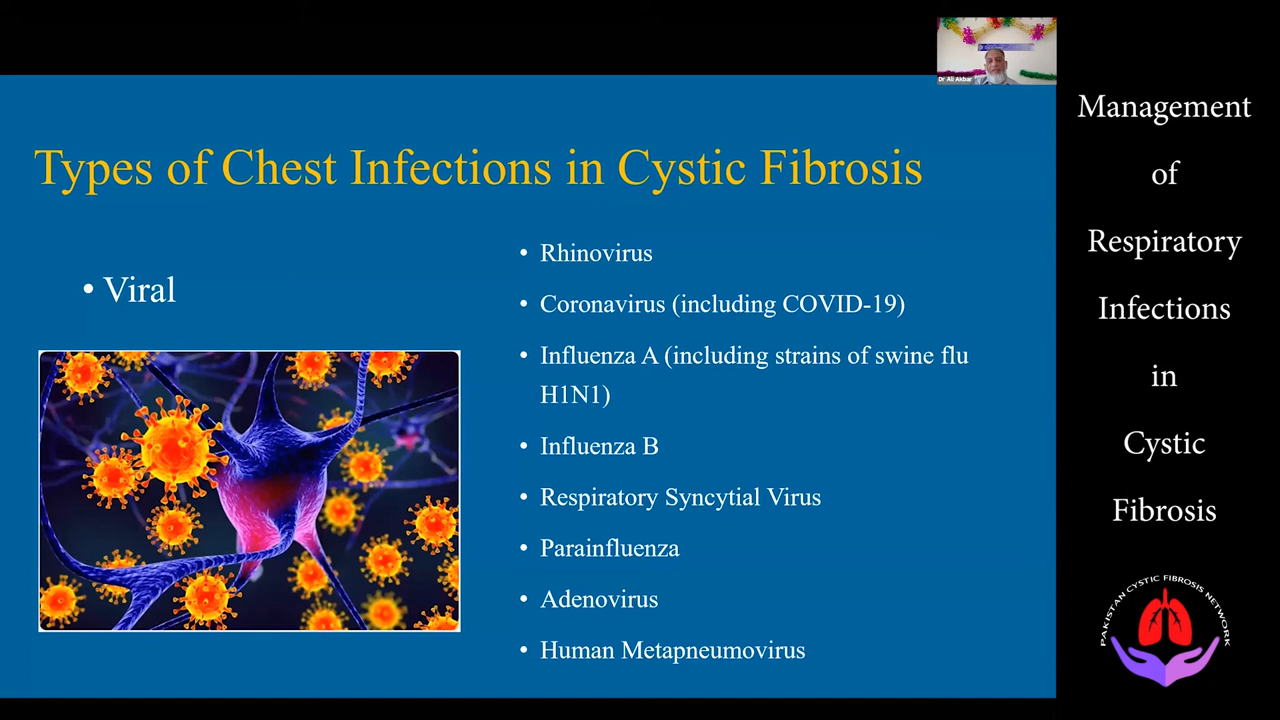 Dr Ali Akbar
Types of Chest Infections in Cystic Fibrosis
• Viral
• Rhinovirus
• Coronavirus (including COVID-19)
• Influenza A (including strains of swine flu
H1N1)
• Influenza B
• Respiratory Syncytial Virus
• Parainfluenza
• Adenovirus
• Human Metapneumovirus
Management
of
Respiratory
Infections
in
Cystic
Fibrosis
PAKISTAN CYSTIC FIBROSIS NETWORK